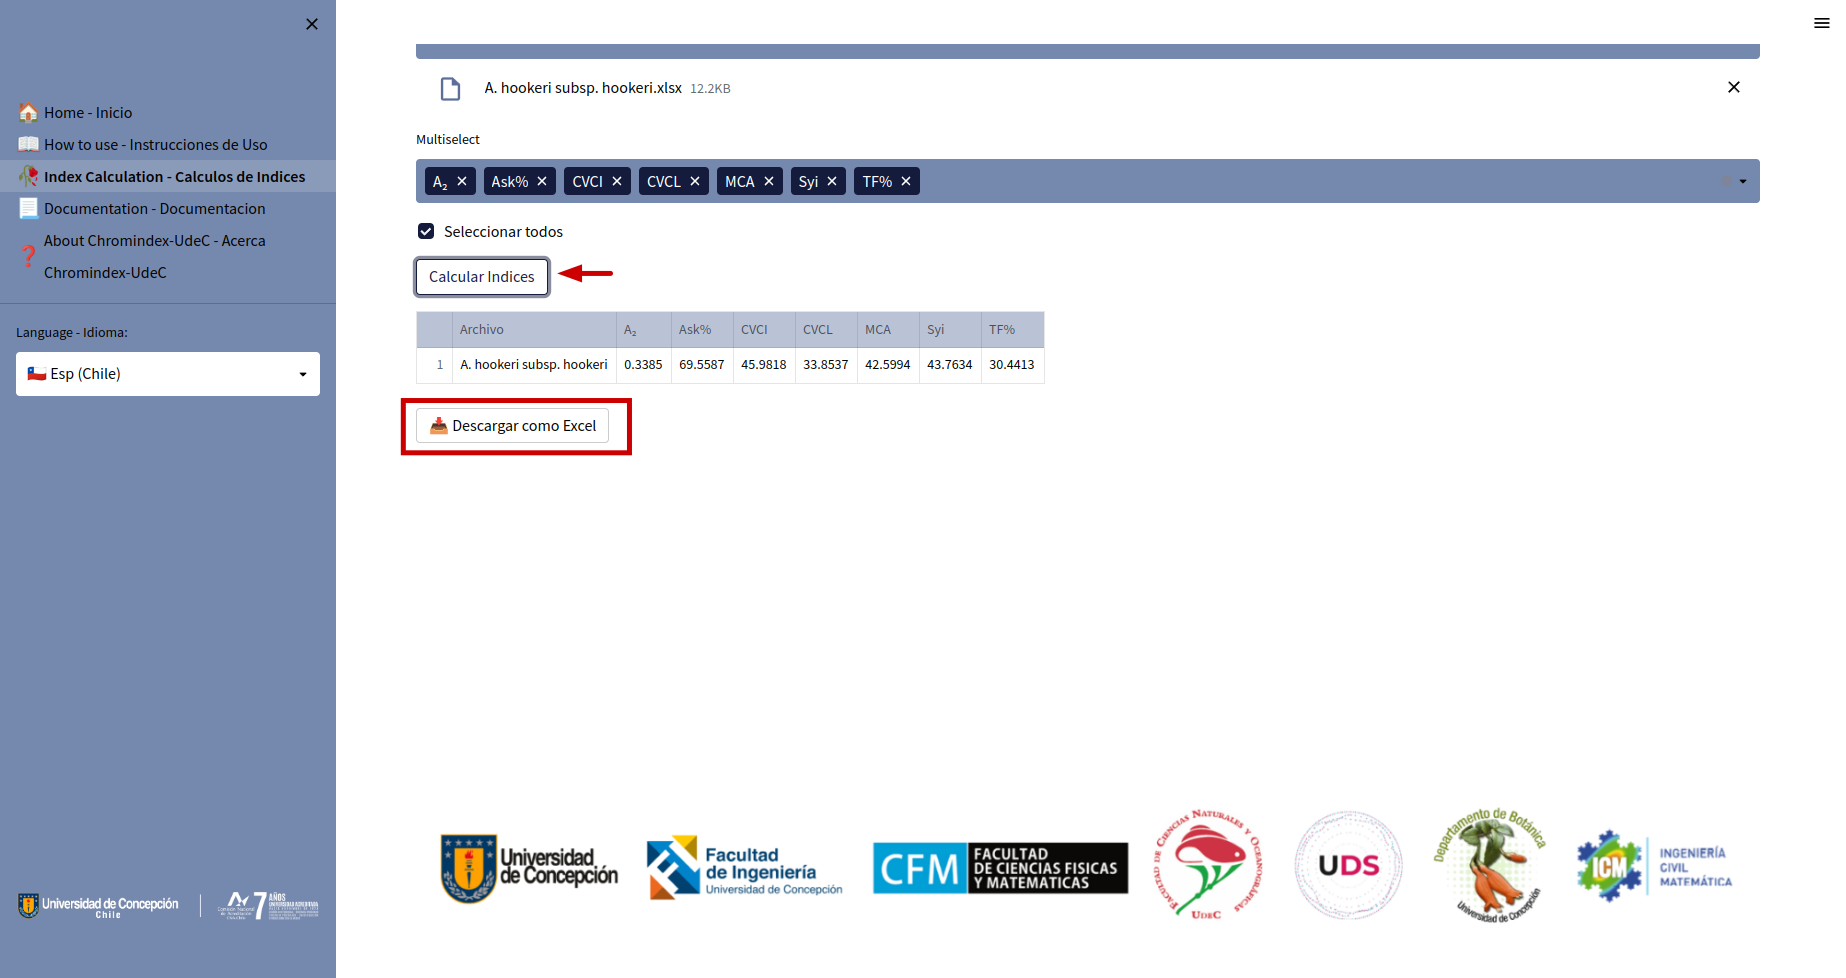 Home - Inicio
How to use - Instrucciones de Uso
Index Calculation - Calculos de Indices
Documentation - Documentacion
About Chromindex-UdeC - Acerca
Chromindex-UdeC
Language - Idioma:
Esp (Chile)
Universidad de Concepción
Chile
7 AÑOS
A. hookeri subsp. hookeri.xlsx 12.2KB
Multiselect
A₂ Ask% CVCI CVCL MCA Syi TF%
Seleccionar todos
Calcular Indices
Archivo A₂ Ask% CVCI CVCL MCA Syi TF%
1 A. hookeri subsp. hookeri 0.3385 69.5587 45.9818 33.8537 42.5994 43.7634 30.4413
Descargar como Excel
Universidad
de Concepción
Facultad
de Ingeniería
Universidad de Concepción
CFM
FACULTAD
DE CIENCIAS FISICAS
Y MATEMATICAS
FACULTAD DE CIENCIAS NATURALES Y OCEANOGRÁFICAS
UDEC
UDS
Departamento de Botánica
Universidad de Concepción
ICM
INGENIERÍA
CIVIL
MATEMÁTICA